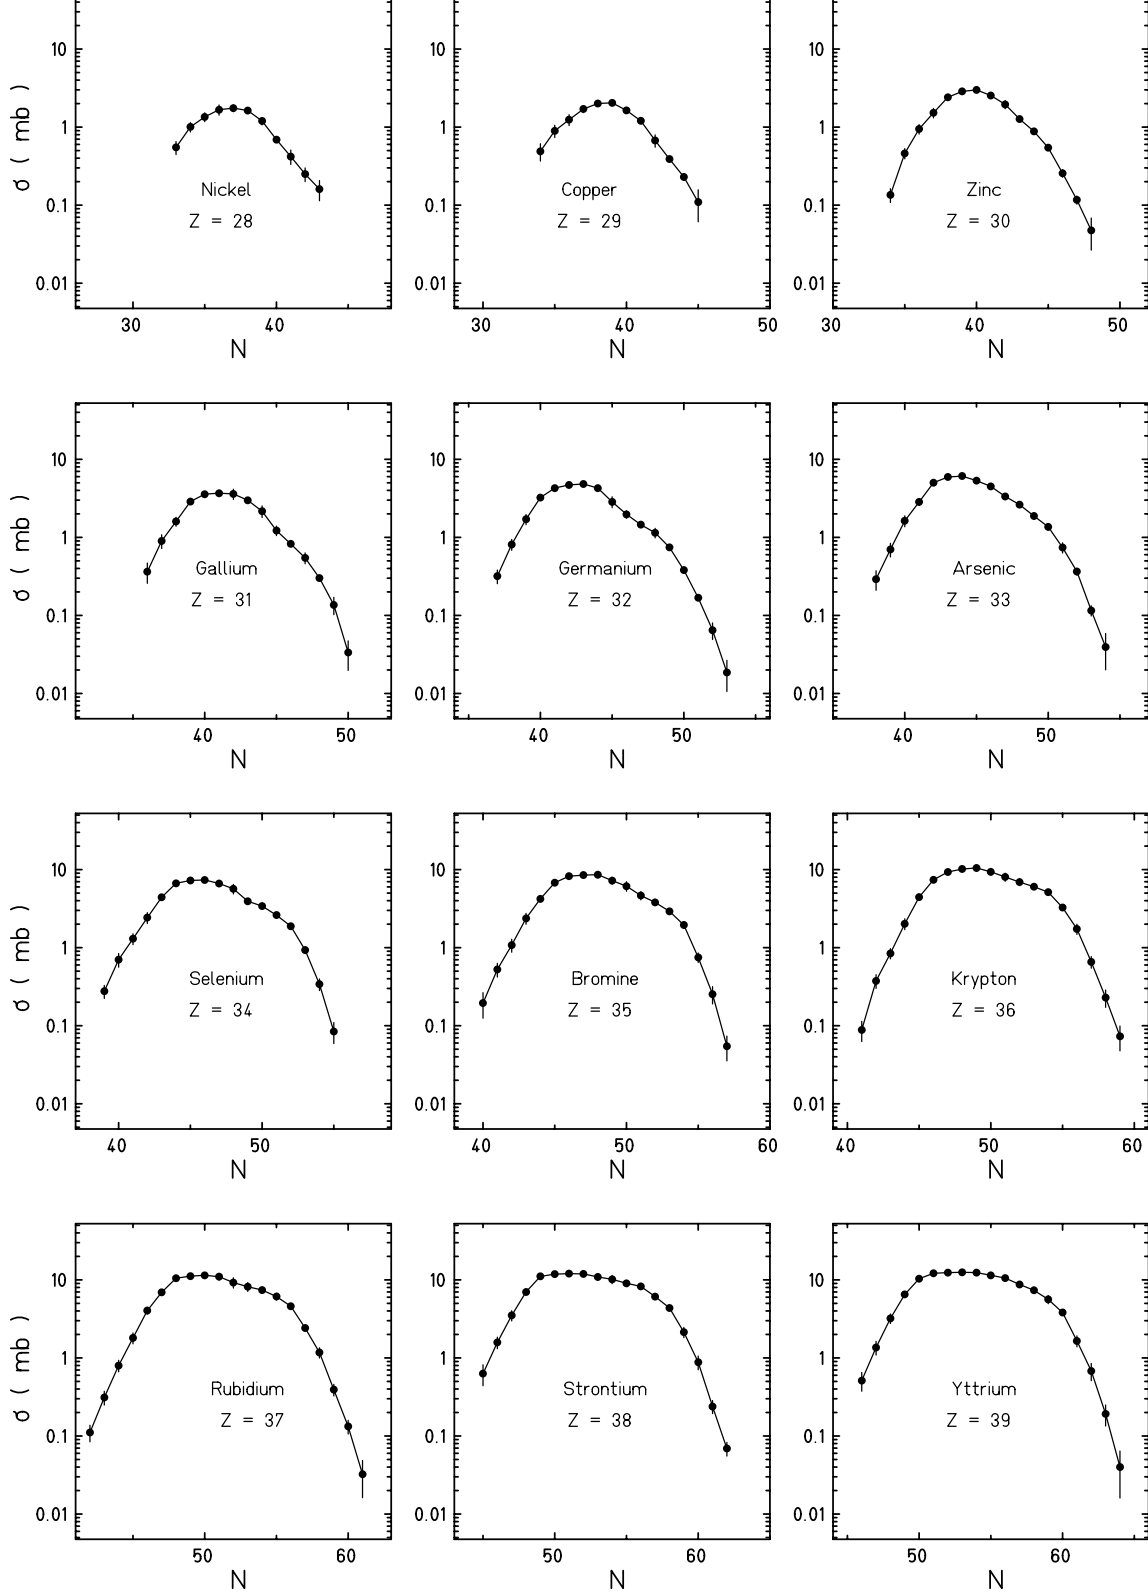 10
1
0.1
0.01
σ ( mb )
Nickel
Z = 28
30 40
N
10
1
0.1
0.01
Copper
Z = 29
30 40 50
N
10
1
0.1
0.01
Zinc
Z = 30
30 40 50
N
10
1
0.1
0.01
σ ( mb )
Gallium
Z = 31
40 50
N
10
1
0.1
0.01
Germanium
Z = 32
40 50
N
10
1
0.1
0.01
Arsenic
Z = 33
40 50
N
10
1
0.1
0.01
σ ( mb )
Selenium
Z = 34
40 50
N
10
1
0.1
0.01
Bromine
Z = 35
40 50 60
N
10
1
0.1
0.01
Krypton
Z = 36
40 50 60
N
10
1
0.1
0.01
σ ( mb )
Rubidium
Z = 37
50 60
N
10
1
0.1
0.01
Strontium
Z = 38
50 60
N
10
1
0.1
0.01
Yttrium
Z = 39
50 60
N